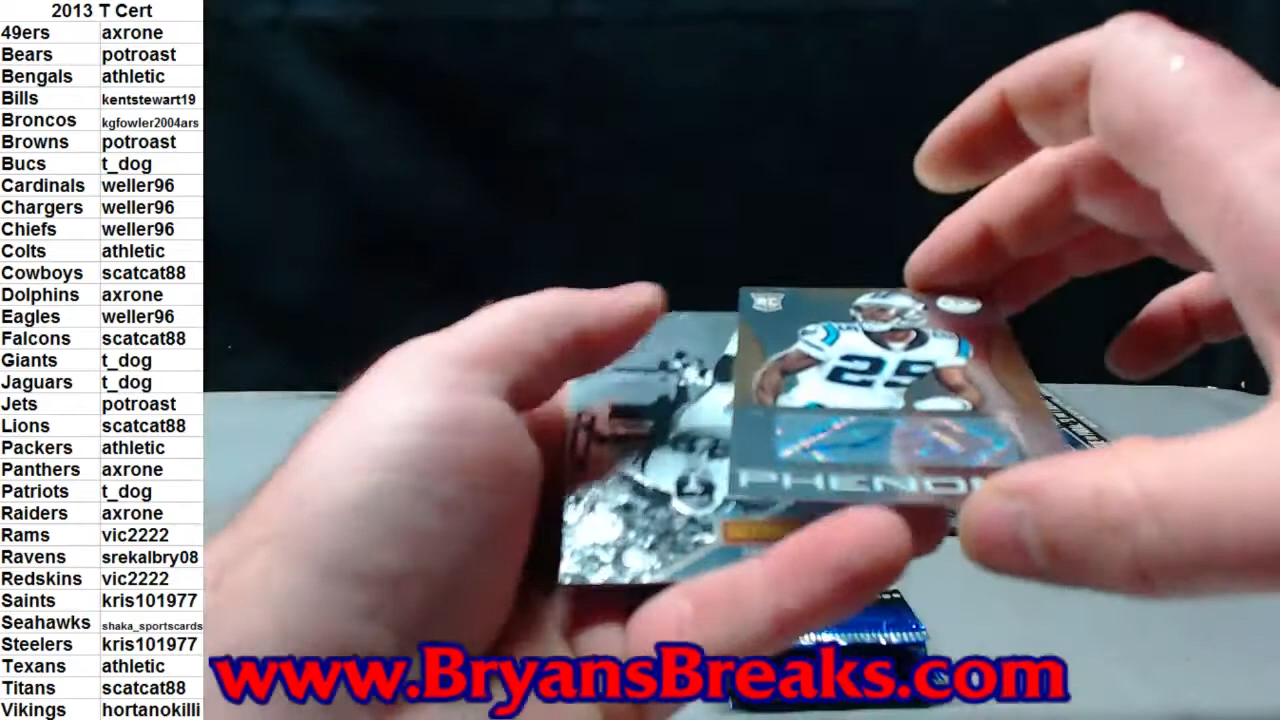 2013 T Cert
49ers axrone
Bears potroast
Bengals athletic
Bills kentstewart19
Broncos kgfowler2004ars
Browns potroast
Bucs t_dog
Cardinals weller96
Chargers weller96
Chiefs weller96
Colts athletic
Cowboys scatcat88
Dolphins axrone
Eagles weller96
Falcons scatcat88
Giants t_dog
Jaguars t_dog
Jets potroast
Lions scatcat88
Packers athletic
Panthers axrone
Patriots t_dog
Raiders axrone
Rams vic2222
Ravens srekalbry08
Redskins vic2222
Saints kris101977
Seahawks shaka_sportscards
Steelers kris101977
Texans athletic
Titans scatcat88
Vikings hortanokilli
RC
25
PHENO
www.BryansBreaks.com